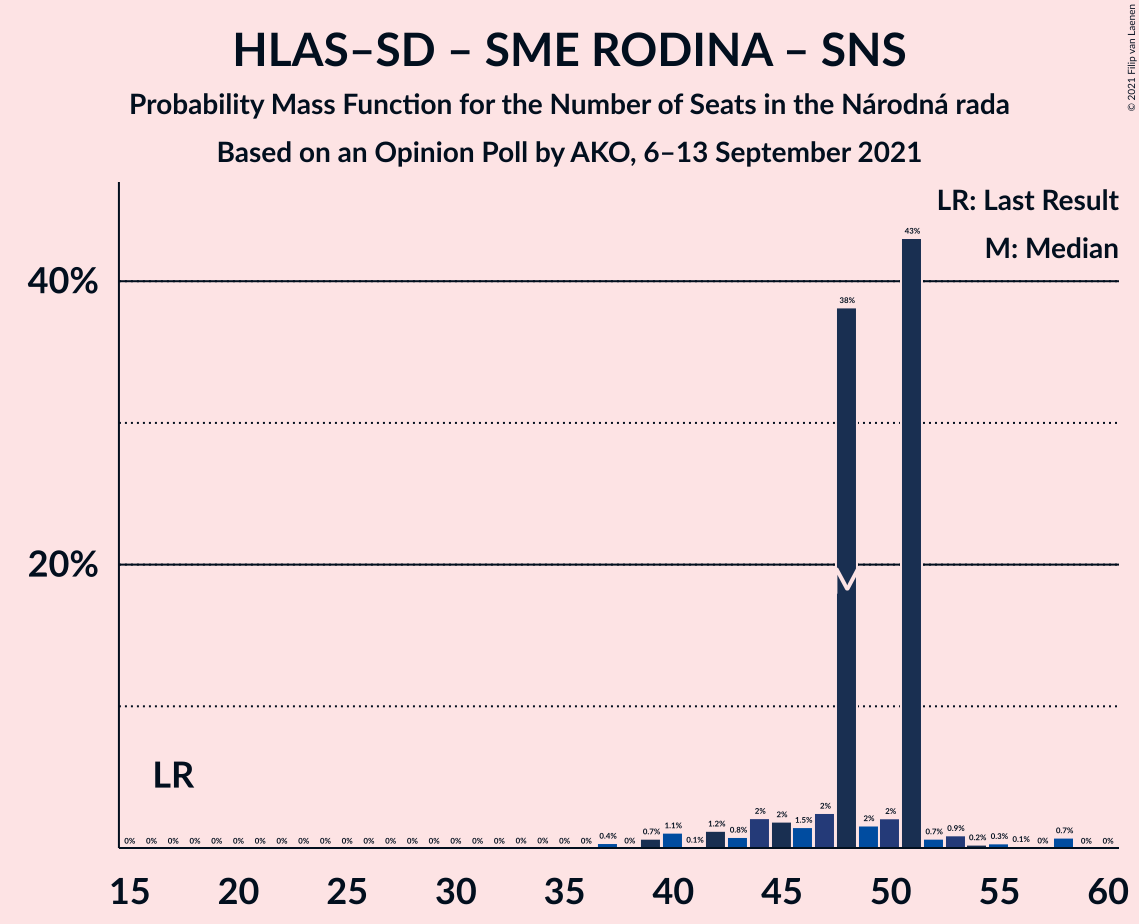 HLAS–SD – SME RODINA – SNS
Probability Mass Function for the Number of Seats in the Národná rada
Based on an Opinion Poll by AKO, 6–13 September 2021
© 2021 Filip van Laenen
LR: Last Result
M: Median
40%
20%
LR
0% 0% 0% 0% 0% 0% 0% 0% 0% 0% 0% 0% 0% 0% 0% 0% 0% 0% 0% 0% 0% 0% 0.4% 0% 0.7% 1.1% 0.1% 1.2% 0.8% 2% 2% 1.5% 2% 38% 2% 2% 43% 0.7% 0.9% 0.2% 0.3% 0.1% 0% 0.7% 0% 0%
15 20 25 30 35 40 45 50 55 60